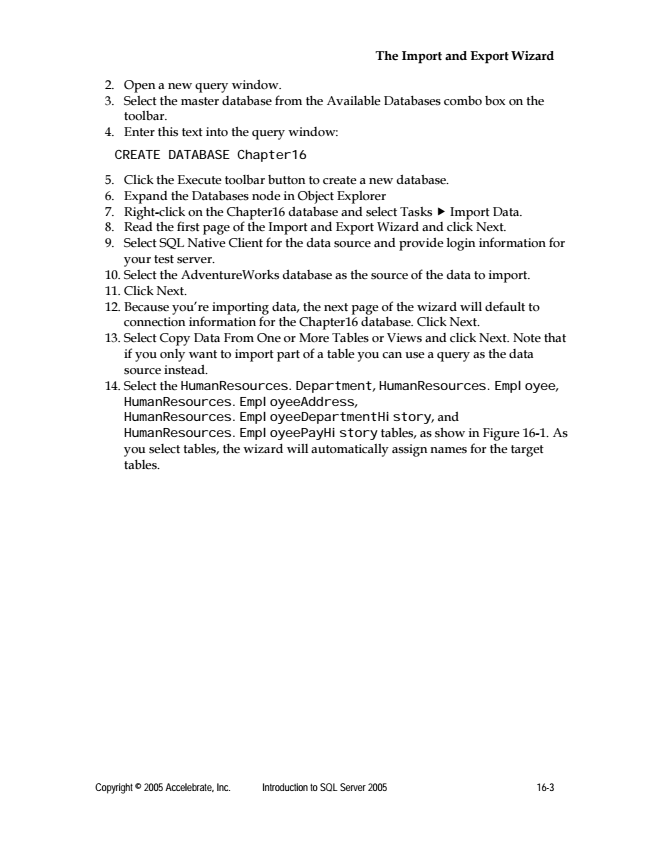 The Import and Export Wizard
2. Open a new query window.
3. Select the master database from the Available Databases combo box on the
toolbar.
4. Enter this text into the query window:
CREATE DATABASE Chapter16
5. Click the Execute toolbar button to create a new database.
6. Expand the Databases node in Object Explorer
7. Right-click on the Chapter16 database and select Tasks ▶ Import Data.
8. Read the first page of the Import and Export Wizard and click Next.
9. Select SQL Native Client for the data source and provide login information for
your test server.
10. Select the AdventureWorks database as the source of the data to import.
11. Click Next.
12. Because you're importing data, the next page of the wizard will default to
connection information for the Chapter16 database. Click Next.
13. Select Copy Data From One or More Tables or Views and click Next. Note that
if you only want to import part of a table you can use a query as the data
source instead.
14. Select the HumanResources.Department, HumanResources.Employee,
HumanResources.EmployeeAddress,
HumanResources.EmployeeDepartmentHistory, and
HumanResources.EmployeePayHistory tables, as show in Figure 16-1. As
you select tables, the wizard will automatically assign names for the target
tables.
Copyright © 2005 Accelebrate, Inc. Introduction to SQL Server 2005 16-3